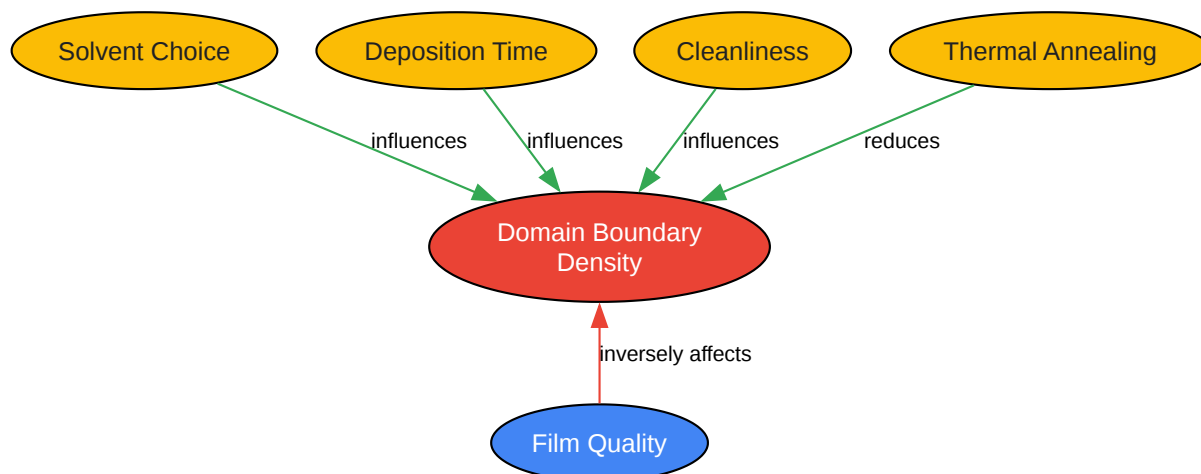 Solvent Choice
Deposition Time
Cleanliness
Thermal Annealing
influences
influences
influences
reduces
Domain Boundary
Density
inversely affects
Film Quality